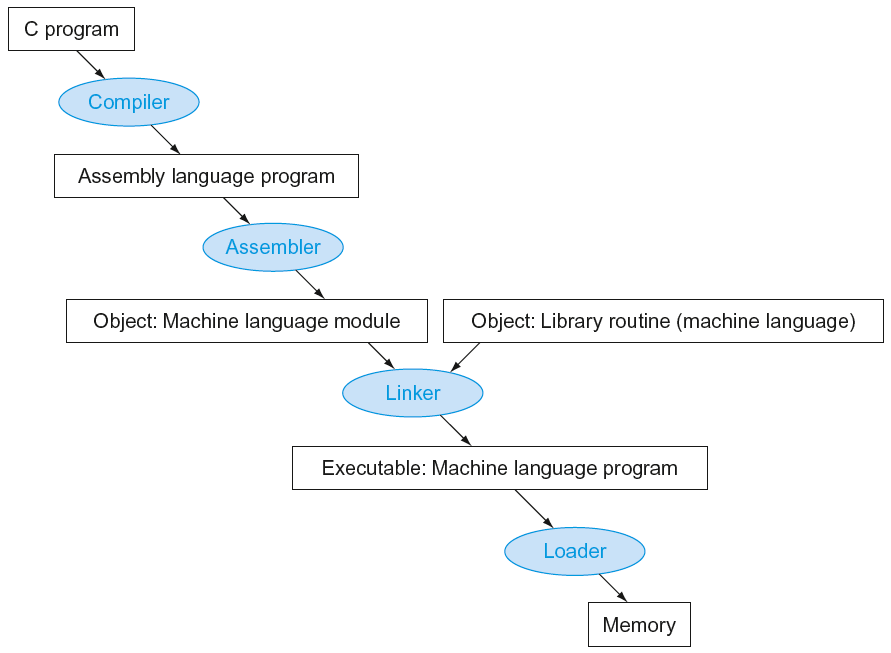 C program
Compiler
Assembly language program
Assembler
Object: Machine language module
Object: Library routine (machine language)
Linker
Executable: Machine language program
Loader
Memory